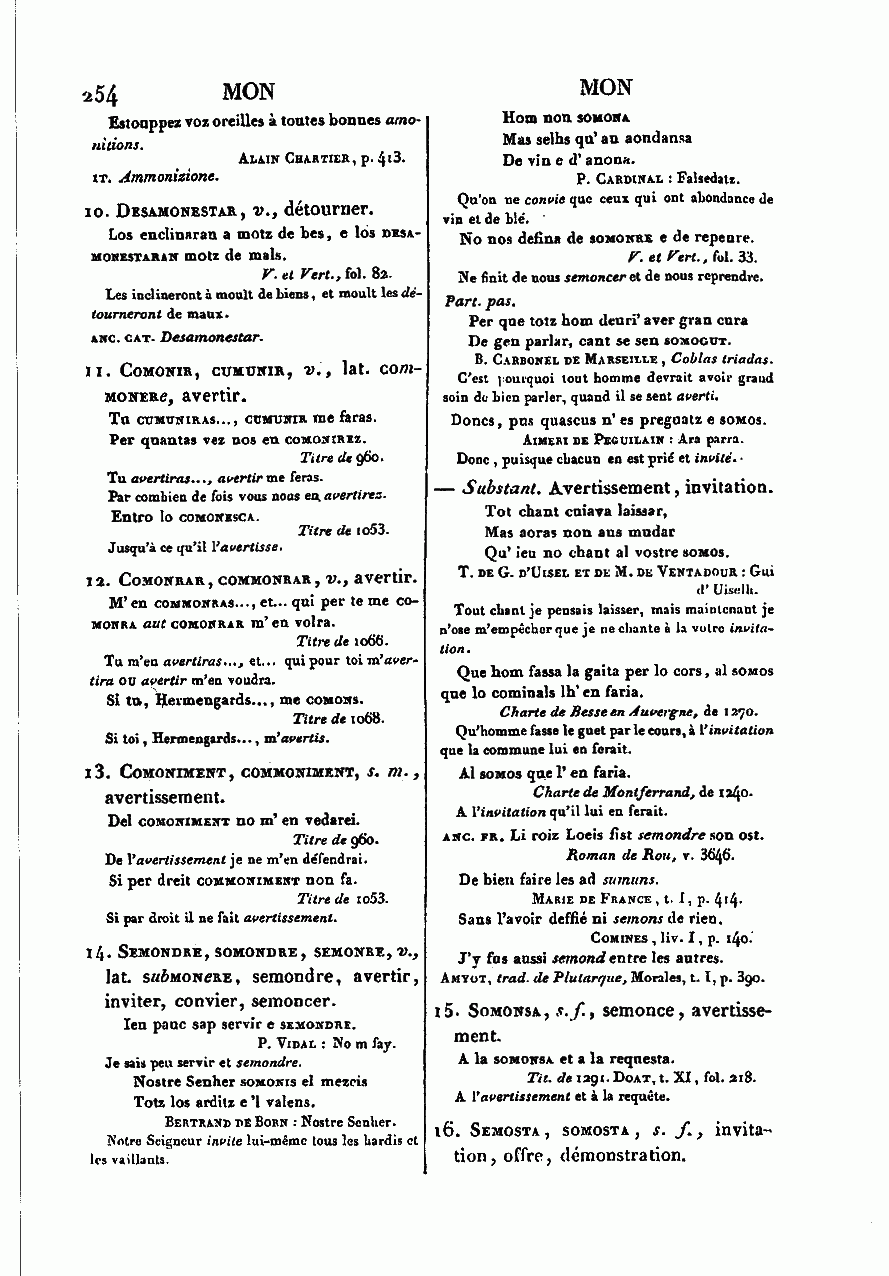 254 MON MON
Estouppez voz oreilles à toutes bonnes amo-
nitions.
ALAIN CHARTIER, p. 413.
IT. Ammonizione.
10. DESAMONESTAR, v., détourner.
Los enclinaran a motz de bes, e los DESA-
MONESTARAN motz de mals.
V. et Vert., fol. 82.
Les inclineront à moult de biens, et moult les dé-
tourneront de maux.
ANC. CAT. Desamonestar.
11. COMONIR, CUMUNIR, v., lat. com-
MONERe, avertir.
Tu CUMUNIRAS..., CUMUNIR me faras.
Per quantas vez nos en COMONIREZ.
Titre de 960.
Tu avertiras..., avertir me feras.
Par combien de fois vous nous en avertirez.
Entro lo COMONESCA.
Titre de 1053.
Jusqu'à ce qu'il l'avertisse.
12. COMONRAR, COMMONRAR, v., avertir.
M' en COMMONRAS..., et... qui per te me co-
MONRA aut COMONRAR m' en volra.
Titre de 1066.
Tu m'en avertiras..., et... qui pour toi m'aver-
tira ou avertir m'en voudra.
Si tu, Hermengards..., me COMONS.
Titre de 1068.
Si toi, Hermengards..., m'avertis.
13. COMONIMENT, COMMONIMENT, s. m.,
avertissement.
Del COMONIMENT no m' en vedarei.
Titre de 960.
De l'avertissement je ne m'en défendrai.
Si per dreit COMMONIMENT non fa.
Titre de 1053.
Si par droit il ne fait avertissement.
14. SEMONDRE, SOMONDRE, SEMONRE, v.,
lat. subMONeRE, semondre, avertir,
inviter, convier, semoncer.
Ieu pauc sap servir e SEMONDRE.
P. VIDAL : No m fay.
Je sais peu servir et semondre.
Nostre Senher SOMONIS el mezeis
Totz los arditz e'l valens.
BERTRAND DE BORN : Nostre Senher.
Notre Seigneur invite lui-même tous les hardis et
les vaillants.
Hom non SOMONA
Mas selhs qu' an aondansa
De vin e d' anona.
P. CARDINAL : Falsedatz.
Qu'on ne convie que ceux qui ont abondance de
vin et de blé.
No nos defina de SOMONRE e de repenre.
V. et Vert., fol. 33.
Ne finit de nous semoncer et de nous reprendre.
Part. pas.
Per que totz hom deuri' aver gran cura
De gen parlar, cant se sen SOMOGUT.
B. CARBONEL DE MARSEILLE, Coblas triadas.
C'est pourquoi tout homme devrait avoir grand
soin du bien parler, quand il se sent averti.
Doncs, pus quascus n' es preguatz e SOMOS.
AIMERI DE PEGUILAIN : Ara parra.
Donc, puisque chacun en est prié et invité.
— Substant. Avertissement, invitation.
Tot chant cuiava laissar,
Mas aoras non aus mudar
Qu' ieu no chant al vostre SOMOS.
T. DE G. D'UISEL ET DE M. DE VENTADOUR : Gui
d' Uiselh.
Tout chant je pensais laisser, mais maintenant je
n'ose m'empêcher que je ne chante à la votre invita-
tion.
Que hom fassa la gaita per lo cors, al SOMOS
que lo cominals lh' en faria.
Charte de Besse en Auvergne, de 1270.
Qu'homme fasse le guet par le cours, à l'invitation
que la commune lui en ferait.
Al SOMOS que l' en faria.
Charte de Montferrand, de 1240.
A l'invitation qu'il lui en ferait.
ANC. FR. Li roiz Loeis fist semondre son ost.
Roman de Rou, v. 3646.
De bien faire les ad sumuns.
MARIE DE FRANCE, t. I, p. 414.
Sans l'avoir deffié ni semons de rien.
COMINES, liv. I, p. 140.
J'y fus aussi semond entre les autres.
AMYOT, trad. de Plutarque, Morales, t. I, p. 390.
15. SOMONSA, s. f., semonce, avertisse-
ment.
A la SOMONSA et a la requesta.
Tit. de 1291. DOAT, t. XI, fol. 218.
A l'avertissement et à la requête.
16. SEMOSTA, SOMOSTA, s. f., invita-
tion, offre, démonstration.